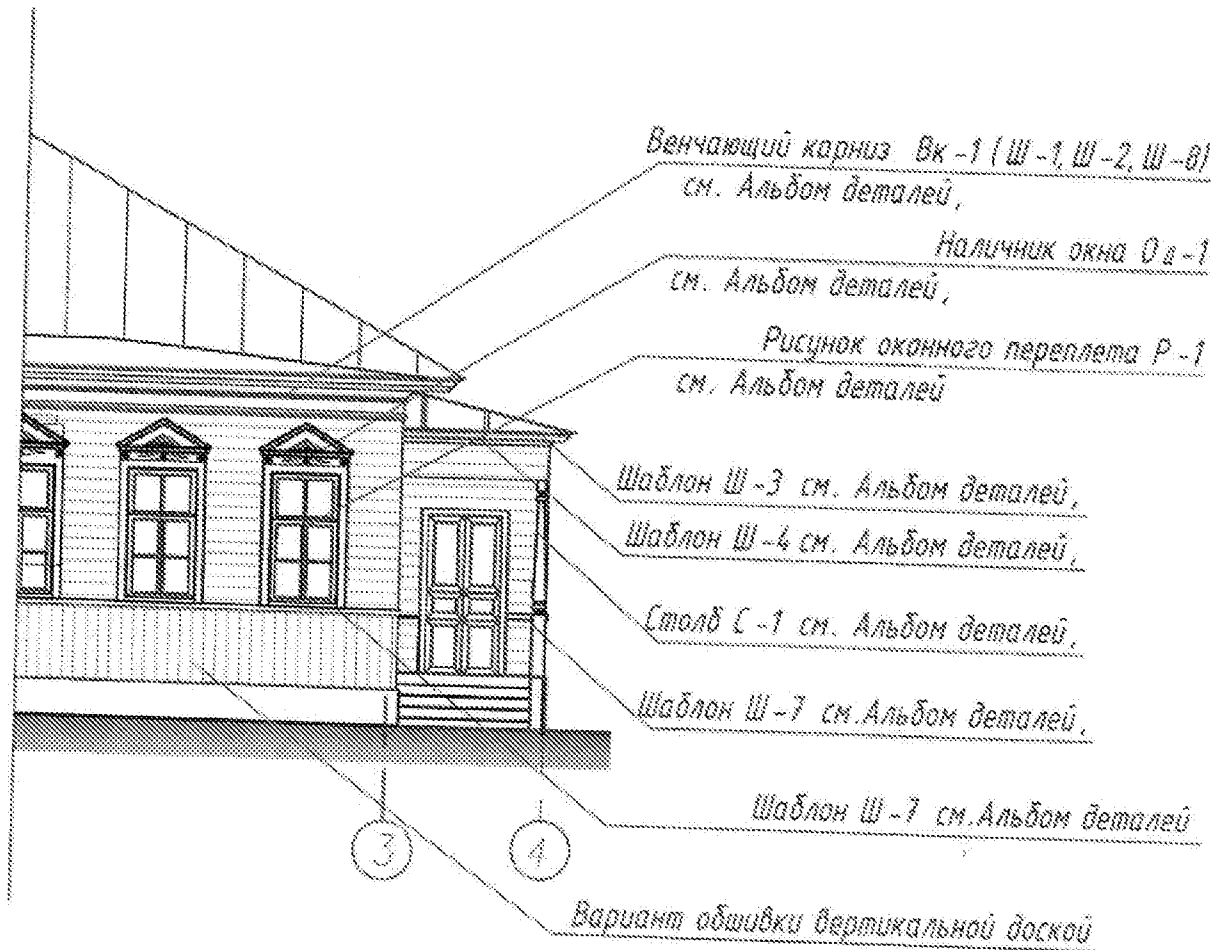 Венчающий карниз Вк-1 (Ш-1, Ш-2, Ш-8)
см. Альбом деталей,
Наличник окна Од-1
см. Альбом деталей,
Рисунок оконного переплета Р-1
см. Альбом деталей
Шаблон Ш-3 см. Альбом деталей,
Шаблон Ш-4 см. Альбом деталей,
Столб С-1 см. Альбом деталей,
Шаблон Ш-7 см.Альбом деталей,
Шаблон Ш-7 см.Альбом деталей
3 4
Вариант обшивки вертикальной доской